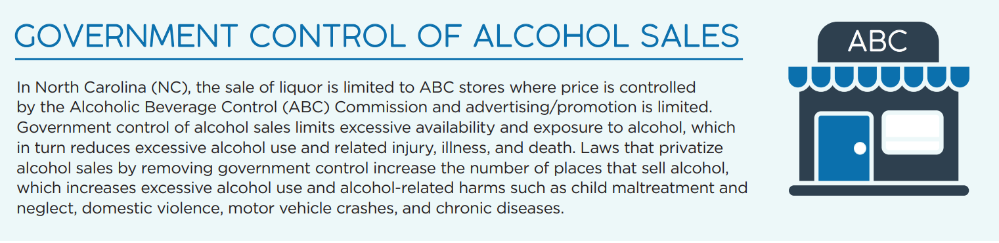 GOVERNMENT CONTROL OF ALCOHOL SALES
ABC
In North Carolina (NC), the sale of liquor is limited to ABC stores where price is controlled
by the Alcoholic Beverage Control (ABC) Commission and advertising/promotion is limited.
Government control of alcohol sales limits excessive availability and exposure to alcohol, which
in turn reduces excessive alcohol use and related injury, illness, and death. Laws that privatize
alcohol sales by removing government control increase the number of places that sell alcohol,
which increases excessive alcohol use and alcohol-related harms such as child maltreatment and
neglect, domestic violence, motor vehicle crashes, and chronic diseases.